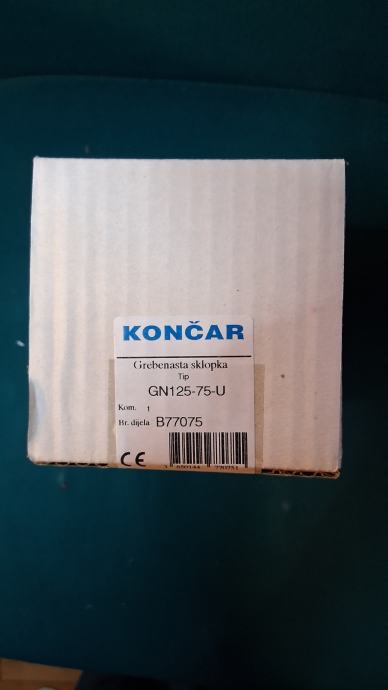 KONČAR
Grebenasta sklopka
Tip
GN125-75-U
Kom. 1
Br. dijela B77075
CE